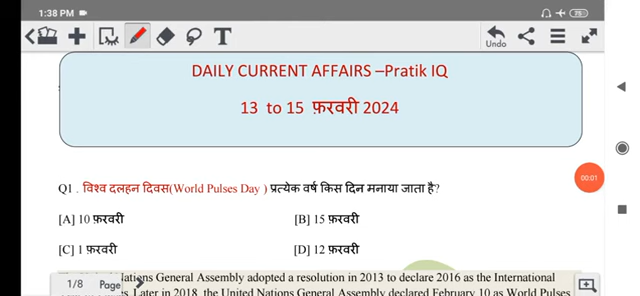 1:38 PM
75
Undo
DAILY CURRENT AFFAIRS –Pratik IQ
13 to 15 फ़रवरी 2024
00:01
Q1 . विश्व दलहन दिवस(World Pulses Day ) प्रत्येक वर्ष किस दिन मनाया जाता है?
[A] 10 फ़रवरी [B] 15 फ़रवरी
[C] 1 फ़रवरी [D] 12 फ़रवरी
1/8 Page
Nations General Assembly adopted a resolution in 2013 to declare 2016 as the International
Later in 2018, the United Nations General Assembly declared February 10 as World Pulses